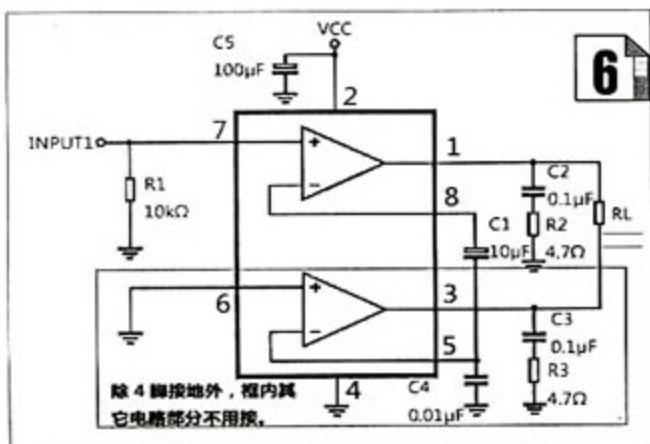 VCC
C5
100μF
6
2
INPUT1
7
1
R1
10kΩ
8
C2
0.1μF
R2
4.7Ω
RL
C1
10μF
6
3
5
C3
0.1μF
R3
4.7Ω
4
C4
0.01μF
除 4 脚接地外，框内其
它电路部分不用接。